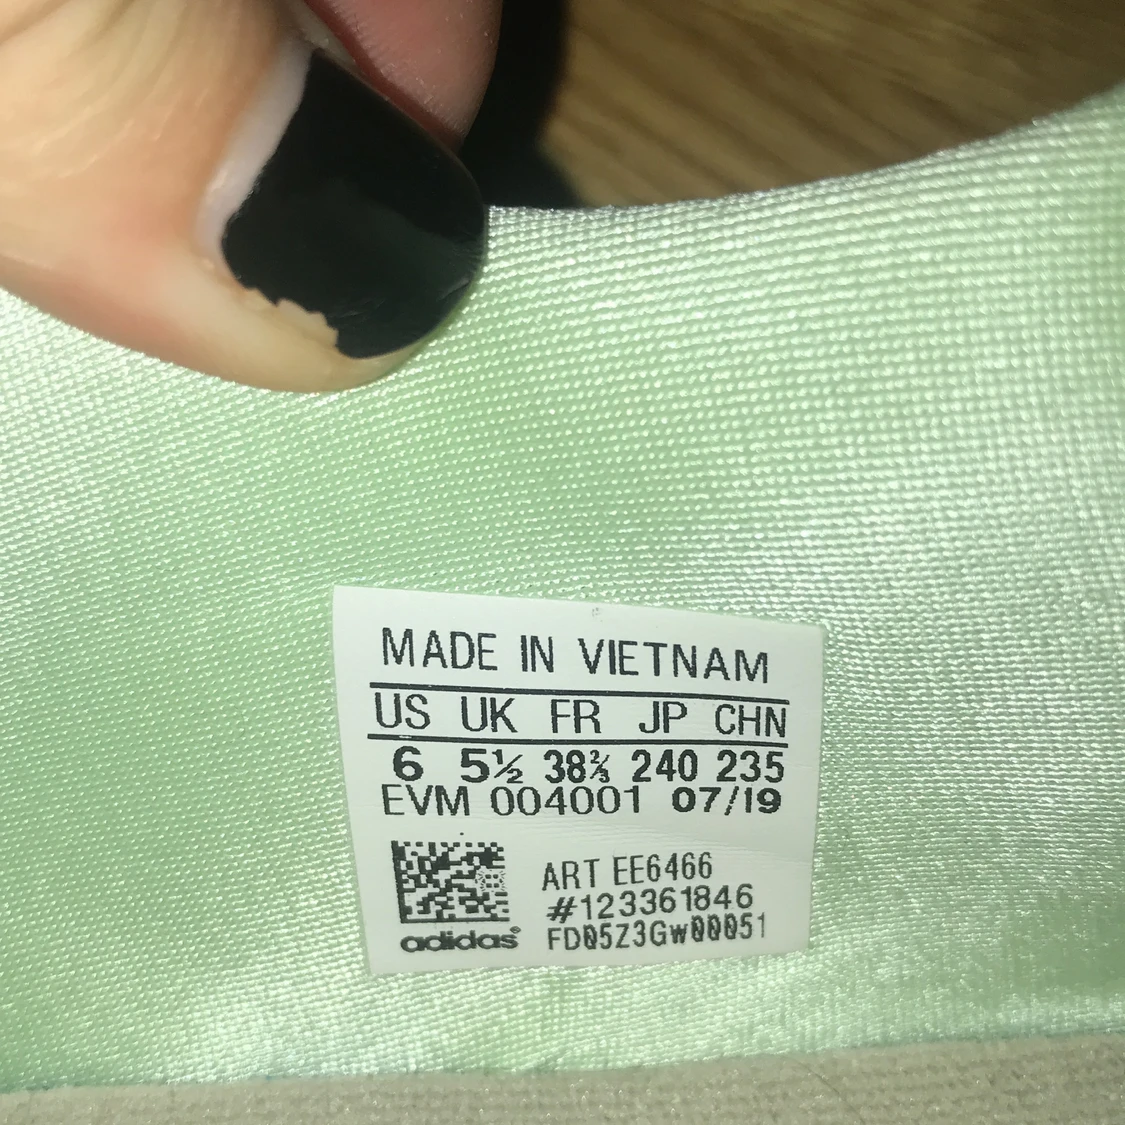 MADE IN VIETNAM
US UK FR JP CHN
6 5½ 38⅔ 240 235
EVM 004001 07/19
ART EE6466
#123361846
FD05Z3Gw00051
adidas®